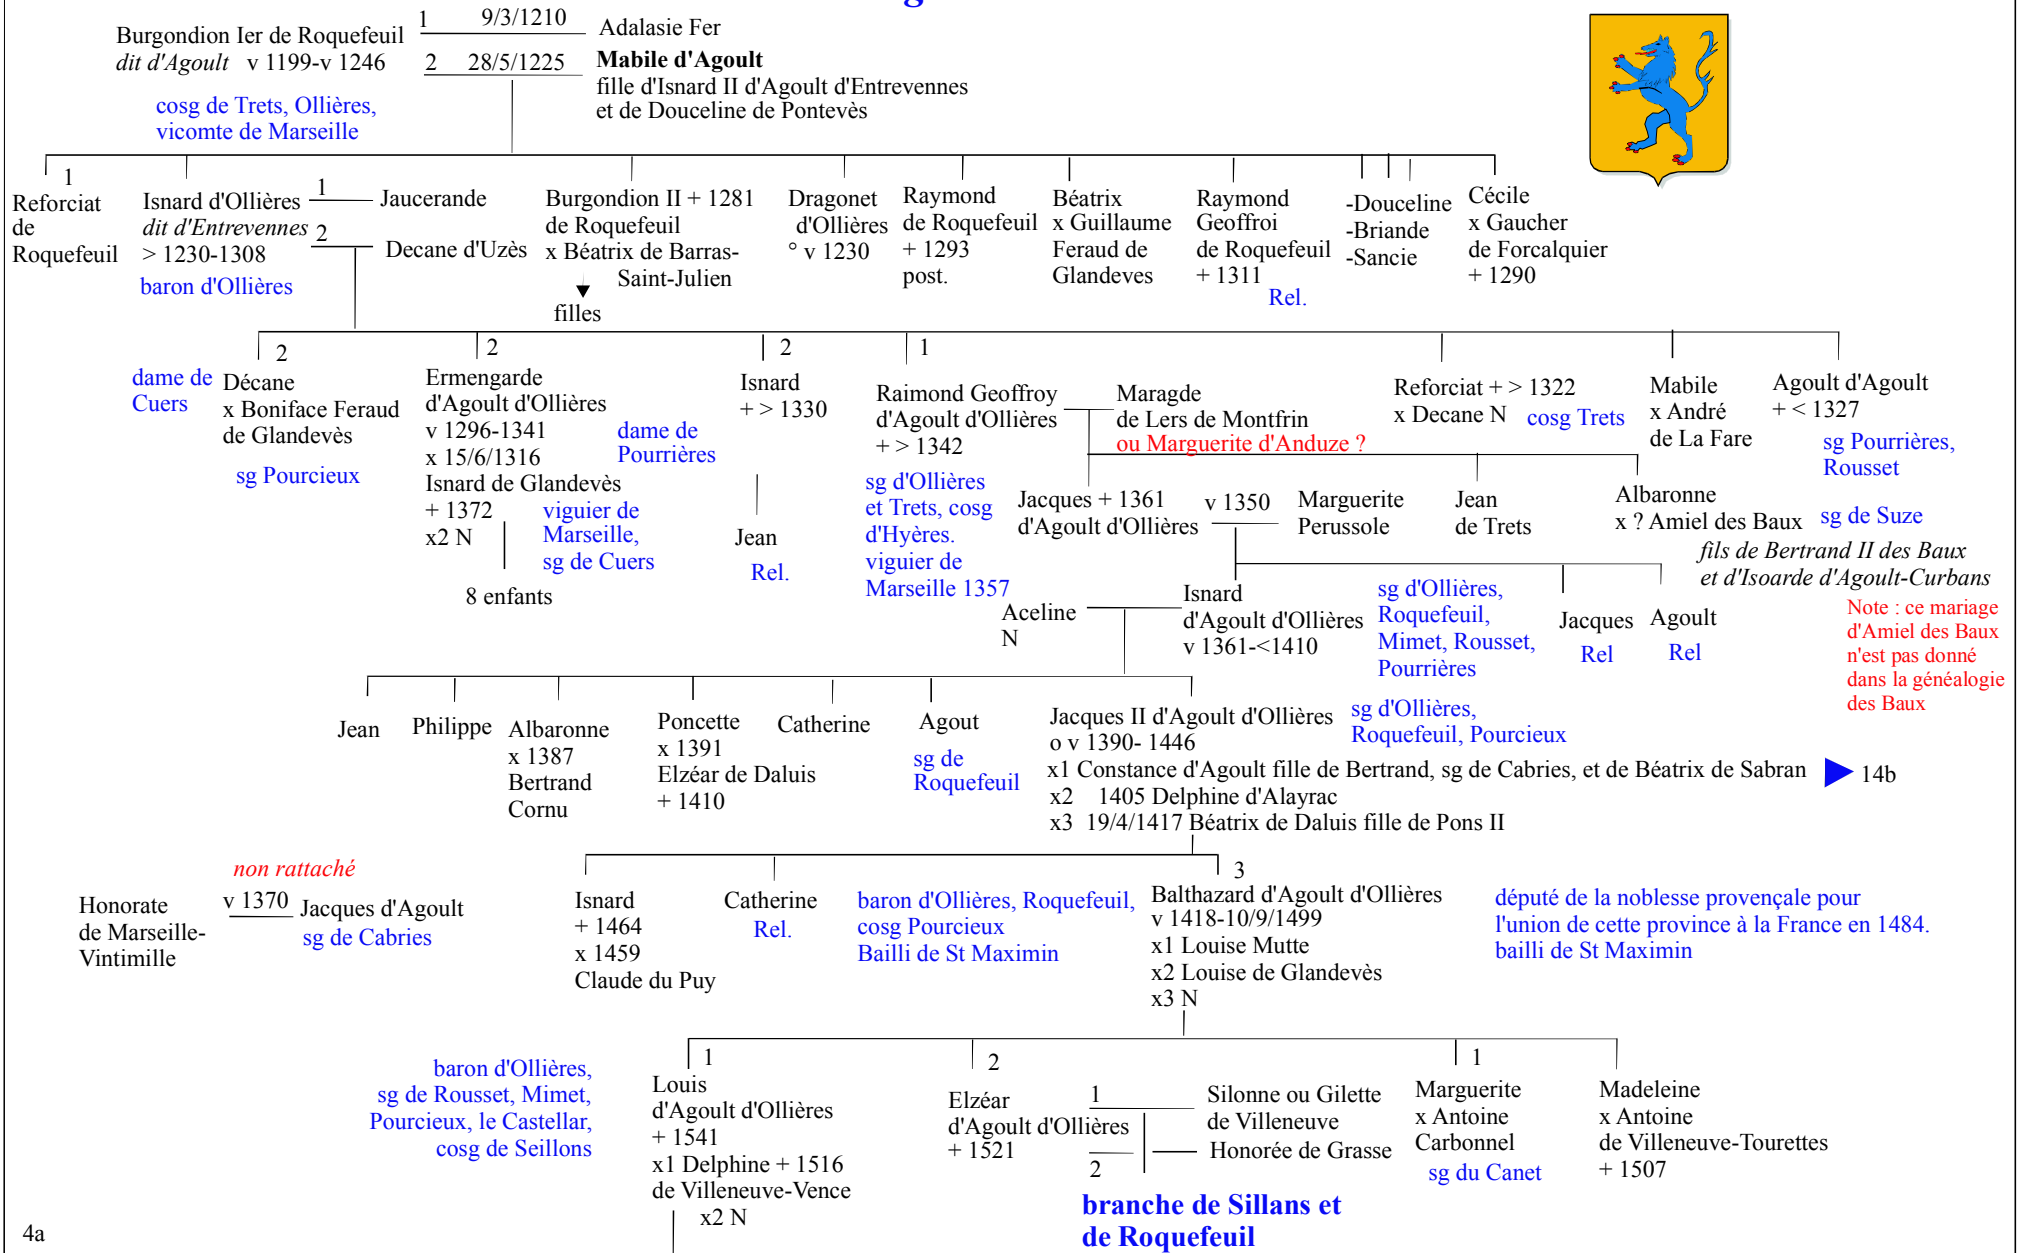 Burgondion Ier de Roquefeuil
dit d'Agoult v 1199-v 1246
1 9/3/1210
2 28/5/1225
Adalasie Fer
Mabile d'Agoult
fille d'Isnard II d'Agoult d'Entrevennes
et de Douceline de Pontevès
cosg de Trets, Ollières,
vicomte de Marseille
1
Reforciat
de
Roquefeuil
Isnard d'Ollières
dit d'Entrevennes
> 1230-1308
baron d'Ollières
1
Jaucerande
2
Decane d'Uzès
Burgondion II + 1281
de Roquefeuil
x Béatrix de Barras-
Saint-Julien
filles
Dragonet
d'Ollières
° v 1230
Raymond
de Roquefeuil
+ 1293
post.
Béatrix
x Guillaume
Feraud de
Glandeves
Raymond
Geoffroi
de Roquefeuil
+ 1311
Rel.
-Douceline
-Briande
-Sancie
Cécile
x Gaucher
de Forcalquier
+ 1290
2
dame de
Cuers
Décane
x Boniface Feraud
de Glandevès
sg Pourcieux
2
Ermengarde
d'Agoult d'Ollières
v 1296-1341
x 15/6/1316
Isnard de Glandevès
+ 1372
x2 N
dame de
Pourrières
viguier de
Marseille,
sg de Cuers
8 enfants
2
Isnard
+ > 1330
Jean
Rel.
1
Raimond Geoffroy
d'Agoult d'Ollières
+ > 1342
sg d'Ollières
et Trets, cosg
d'Hyères.
viguier de
Marseille 1357
Maragde
de Lers de Montfrin
ou Marguerite d'Anduze ?
Reforciat + > 1322
x Decane N
cosg Trets
Mabile
x André
de La Fare
Agoult d'Agoult
+ < 1327
sg Pourrières,
Rousset
Jacques + 1361
d'Agoult d'Ollières
v 1350
Marguerite
Perussole
Jean
de Trets
Albaronne
x ? Amiel des Baux
sg de Suze
fils de Bertrand II des Baux
et d'Isoarde d'Agoult-Curbans
Note : ce mariage
d'Amiel des Baux
n'est pas donné
dans la généalogie
des Baux
Aceline
N
Isnard
d'Agoult d'Ollières
v 1361-<1410
sg d'Ollières,
Roquefeuil,
Mimet, Rousset,
Pourrières
Jacques
Rel
Agoult
Rel
Jean
Philippe
Albaronne
x 1387
Bertrand
Cornu
Poncette
x 1391
Elzéar de Daluis
+ 1410
Catherine
Agout
sg de
Roquefeuil
Jacques II d'Agoult d'Ollières
o v 1390- 1446
sg d'Ollières,
Roquefeuil, Pourcieux
x1 Constance d'Agoult fille de Bertrand, sg de Cabries, et de Béatrix de Sabran
14b
x2 1405 Delphine d'Alayrac
x3 19/4/1417 Béatrix de Daluis fille de Pons II
non rattaché
Honorate
de Marseille-
Vintimille
v 1370
Jacques d'Agoult
sg de Cabries
Isnard
+ 1464
x 1459
Claude du Puy
Catherine
Rel.
baron d'Ollières, Roquefeuil,
cosg Pourcieux
Bailli de St Maximin
3
Balthazard d'Agoult d'Ollières
v 1418-10/9/1499
x1 Louise Mutte
x2 Louise de Glandevès
x3 N
député de la noblesse provençale pour
l'union de cette province à la France en 1484.
bailli de St Maximin
baron d'Ollières,
sg de Rousset, Mimet,
Pourcieux, le Castellar,
cosg de Seillons
1
Louis
d'Agoult d'Ollières
+ 1541
x1 Delphine + 1516
de Villeneuve-Vence
x2 N
2
Elzéar
d'Agoult d'Ollières
+ 1521
1
Silonne ou Gilette
de Villeneuve
2
Honorée de Grasse
branche de Sillans et
de Roquefeuil
1
Marguerite
x Antoine
Carbonnel
sg du Canet
Madeleine
x Antoine
de Villeneuve-Tourettes
+ 1507
4a